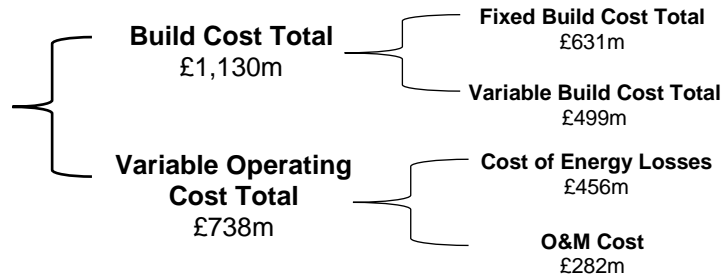 Build Cost Total
£1,130m
Fixed Build Cost Total
£631m
Variable Build Cost Total
£499m
Variable Operating
Cost Total
£738m
Cost of Energy Losses
£456m
O&M Cost
£282m